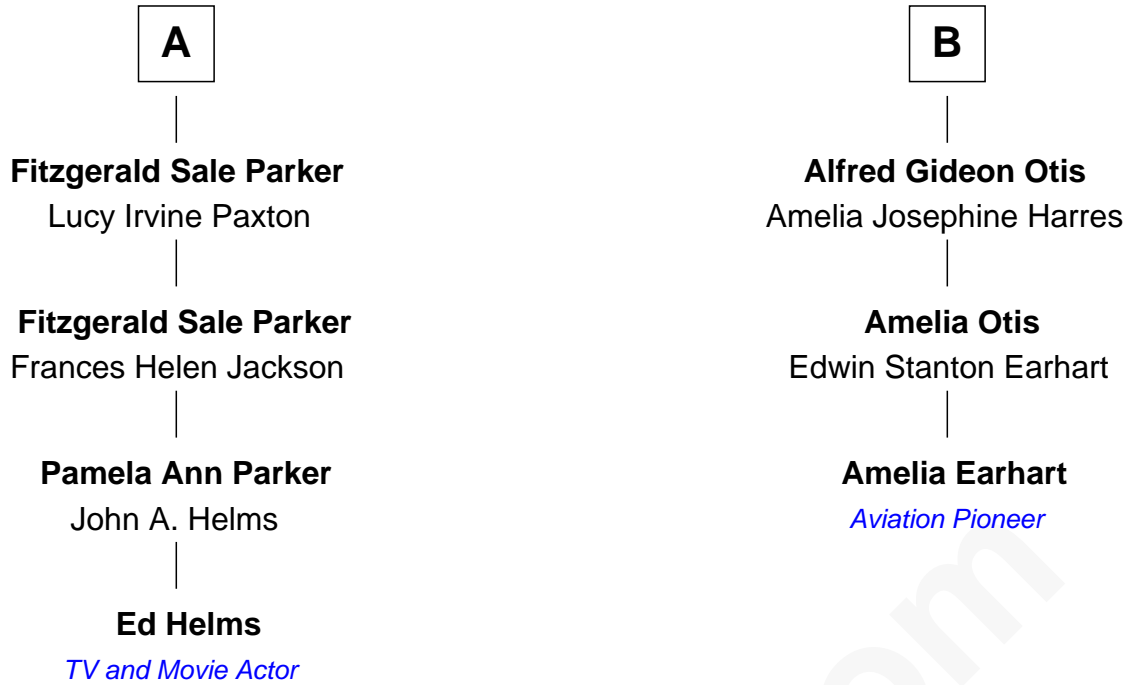 A
Fitzgerald Sale Parker
Lucy Irvine Paxton
Fitzgerald Sale Parker
Frances Helen Jackson
Pamela Ann Parker
John A. Helms
Ed Helms
TV and Movie Actor
B
Alfred Gideon Otis
Amelia Josephine Harres
Amelia Otis
Edwin Stanton Earhart
Amelia Earhart
Aviation Pioneer
om